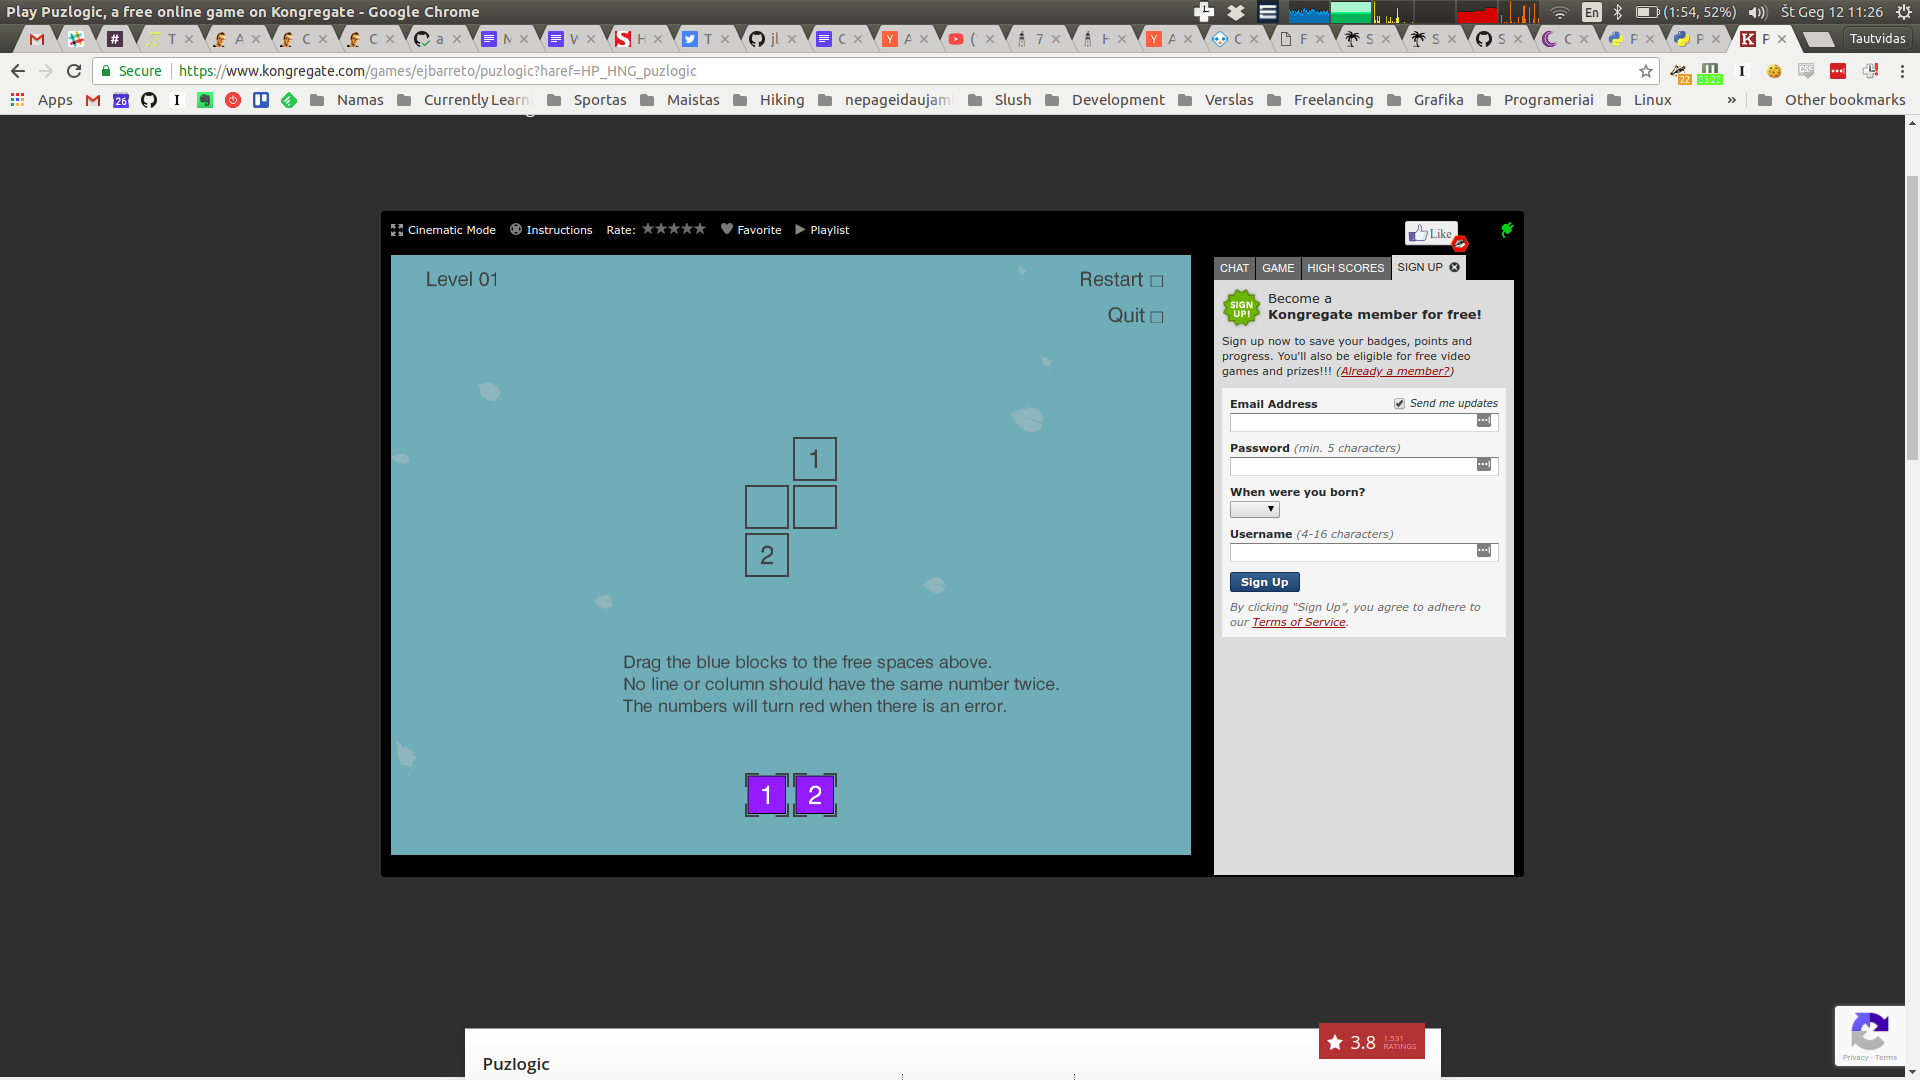 Play Puzlogic, a free online game on Kongregate - Google Chrome
En (1:54, 52%) Št Geg 12 11:26
Tautvidas
Secure https://www.kongregate.com/games/ejbarreto/puzlogic?haref=HP_HNG_puzlogic
Apps Namas Currently Learni Sportas Maistas Hiking nepageidaujami Slush Development Verslas Freelancing Grafika Programeriai Linux » Other bookmarks
Cinematic Mode Instructions Rate: Favorite Playlist
Like
Level 01
Restart
Quit
1
2
Drag the blue blocks to the free spaces above.
No line or column should have the same number twice.
The numbers will turn red when there is an error.
1 2
CHAT GAME HIGH SCORES SIGN UP
SIGN UP!
Become a
Kongregate member for free!
Sign up now to save your badges, points and
progress. You'll also be eligible for free video
games and prizes!!! (Already a member?)
Email Address Send me updates
Password (min. 5 characters)
When were you born?
Username (4-16 characters)
Sign Up
By clicking “Sign Up”, you agree to adhere to
our Terms of Service.
3.8 1,531
RATINGS
Puzlogic
Privacy - Terms